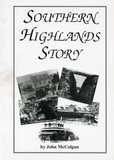 SOUTHERN
HIGHLANDS
STORY
by John McColgan